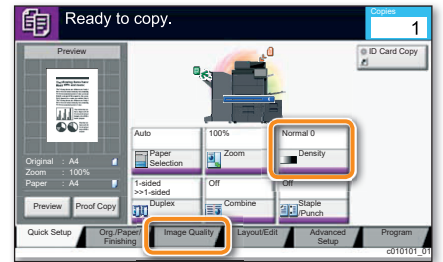 Ready to copy.
Copies
1
Preview
ID Card Copy
Original : A4
Zoom : 100%
Paper : A4
Preview
Proof Copy
Auto
Paper
Selection
100%
Zoom
Normal 0
Density
1-sided
>>1-sided
Duplex
Off
Combine
Off
Staple
/Punch
Quick Setup
Org./Paper/
Finishing
Image Quality
Layout/Edit
Advanced
Setup
Program
c010101_01